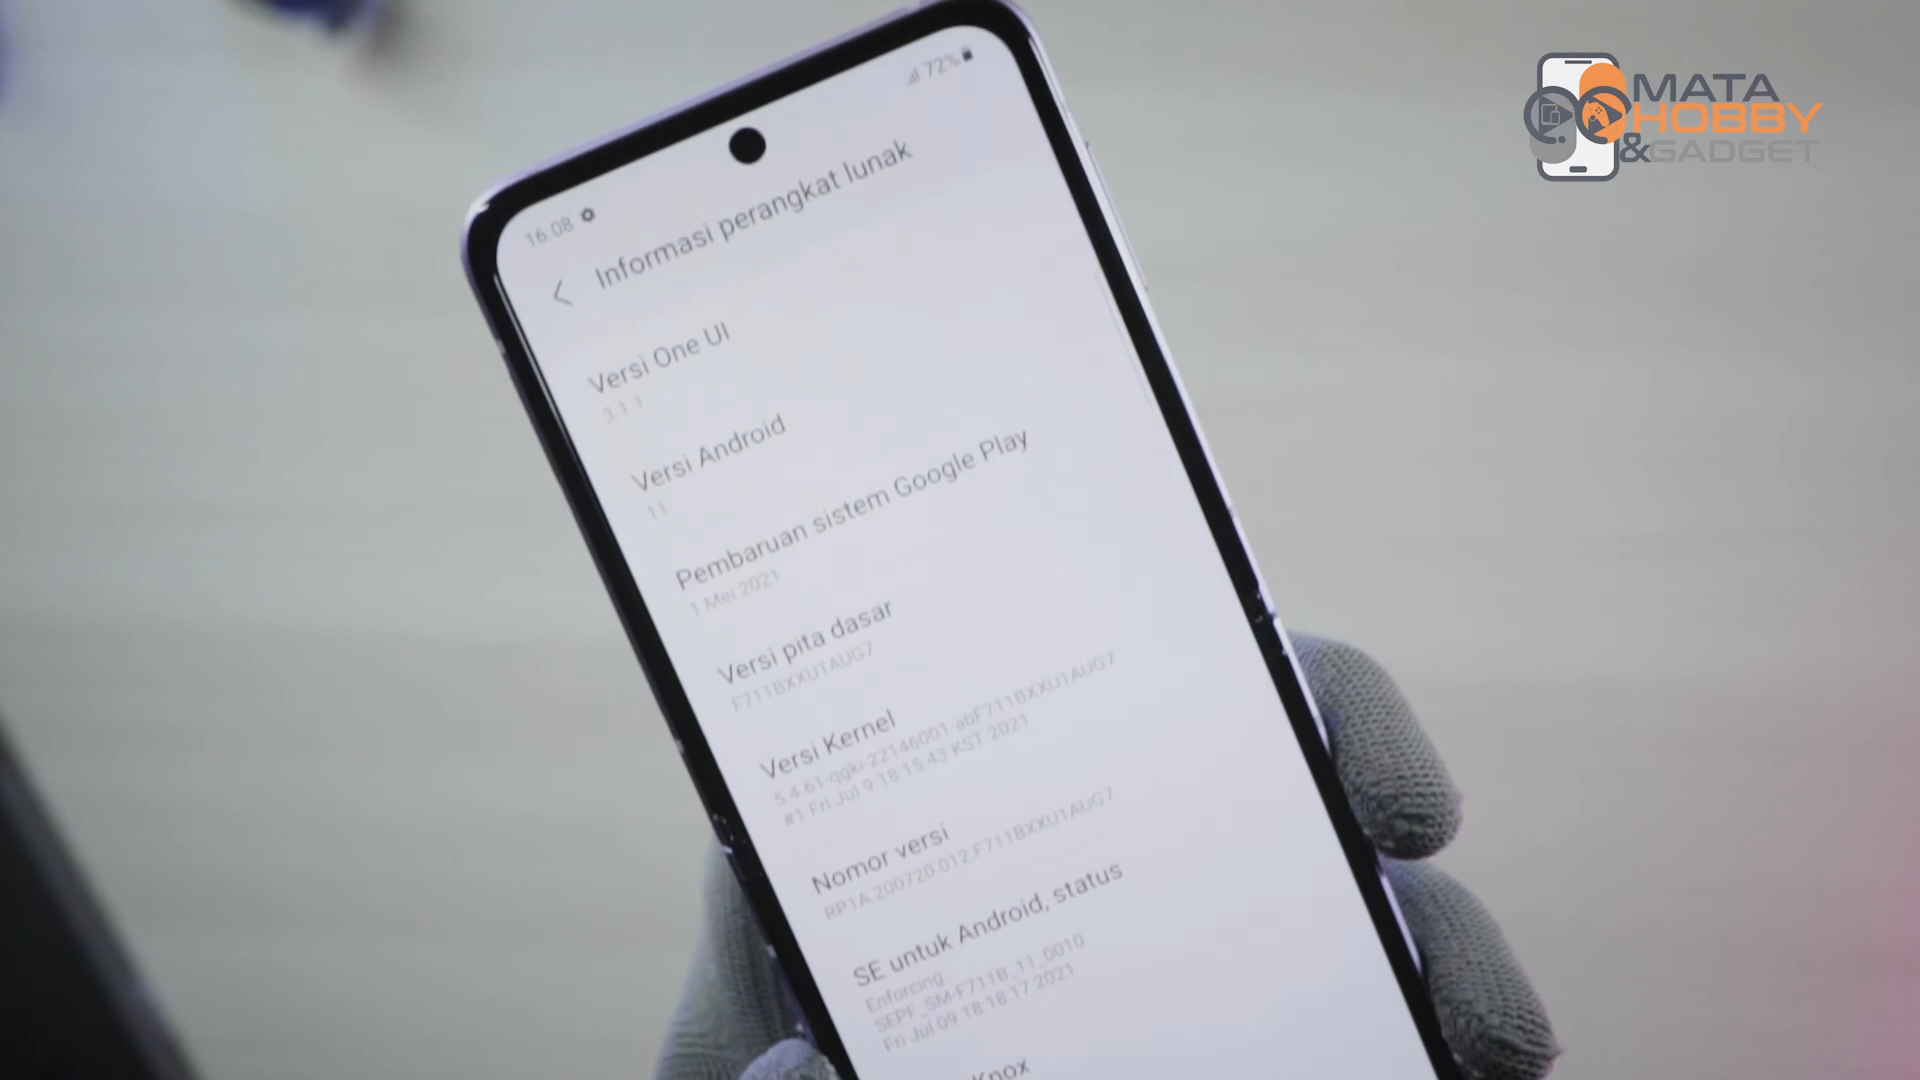 MATA
HOBBY
&GADGET
72%
16.08
Informasi perangkat lunak
Versi One UI
3.1.1
Versi Android
11
Pembaruan sistem Google Play
1 Mei 2021
Versi pita dasar
F711BXXU1AUG7
Versi Kernel
5.4.61-qgki-22146001-abF711BXXU1AUG7
#1 Fri Jul 9 18:15:43 KST 2021
Nomor versi
RP1A.200720.012.F711BXXU1AUG7
SE untuk Android, status
Enforcing
SEPF_SM-F711B_11_0010
Fri Jul 09 18:18:17 2021
Knox